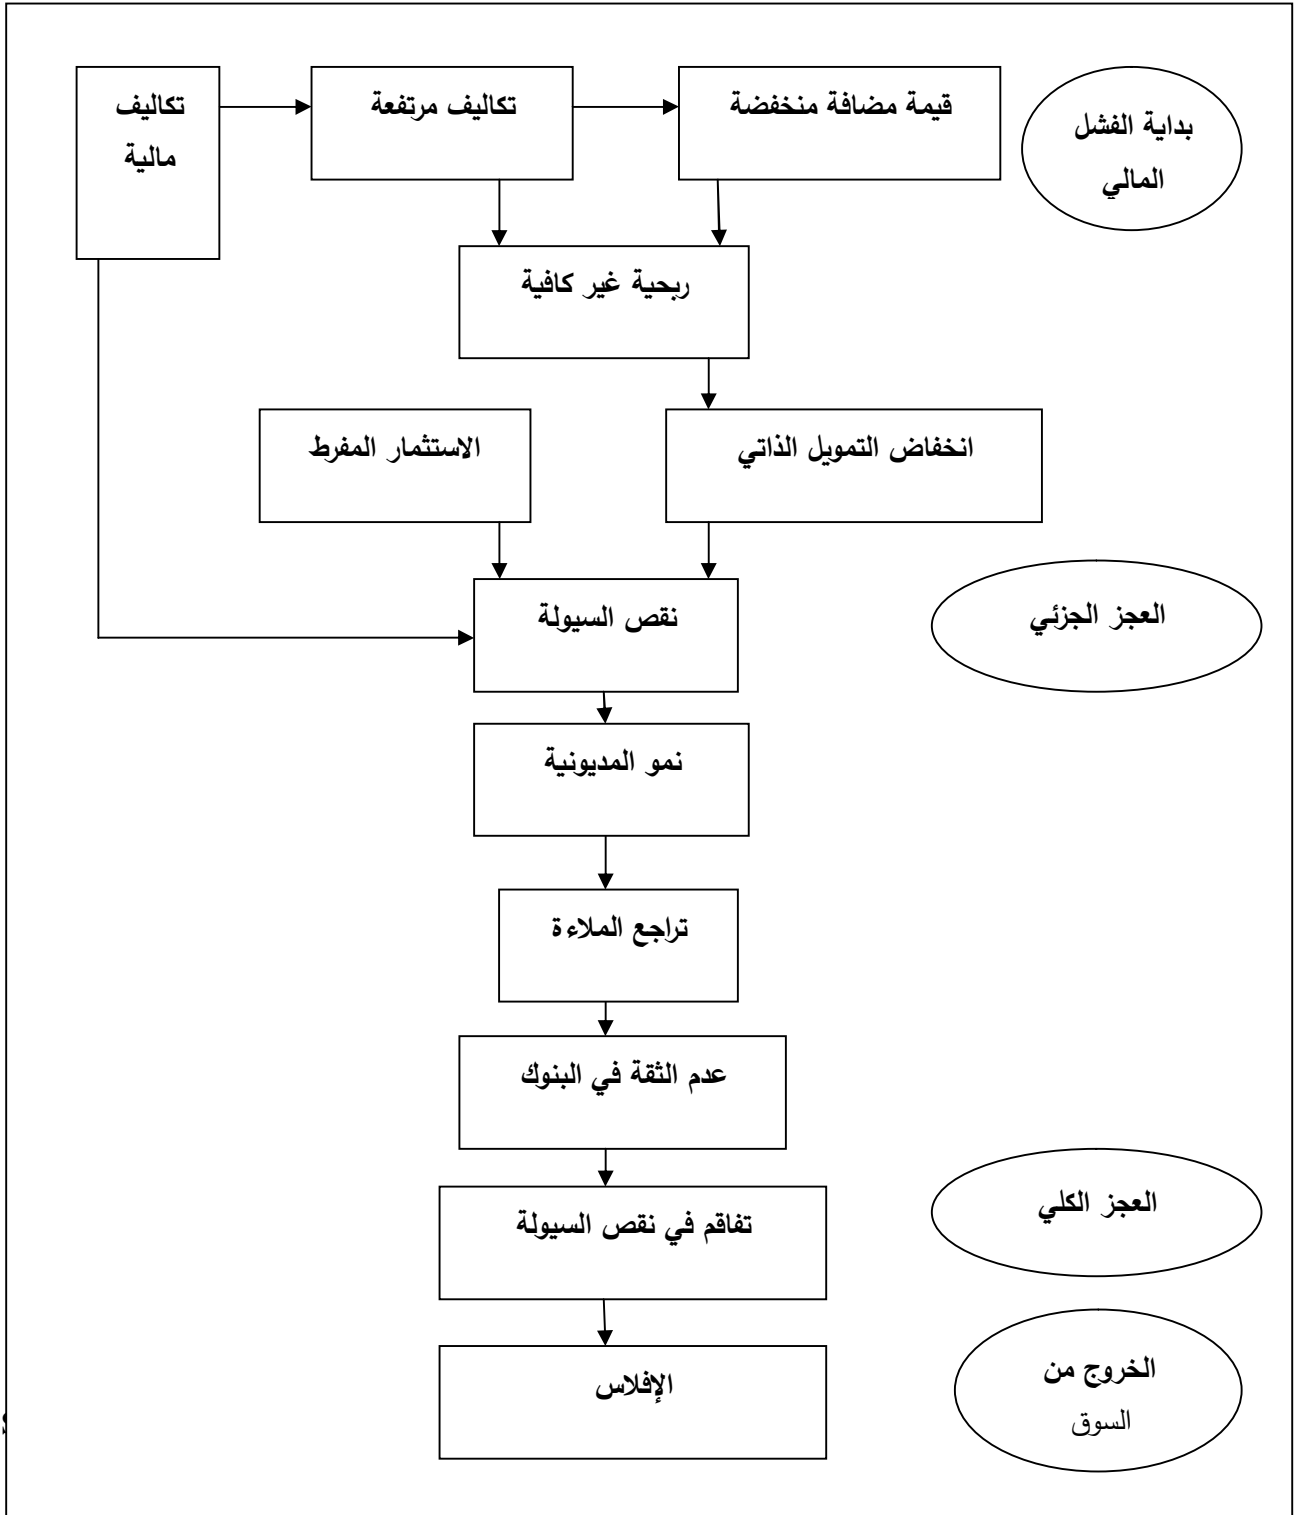 بداية الفشل
المالي
قيمة مضافة منخفضة
تكاليف مرتفعة
تكاليف
مالية
ربحية غير كافية
انخفاض التمويل الذاتي
الاستثمار المفرط
العجز الجزئي
نقص السيولة
نمو المديونية
تراجع الملاءة
عدم الثقة في البنوك
العجز الكلي
تفاقم في نقص السيولة
الخروج من
السوق
الإفلاس